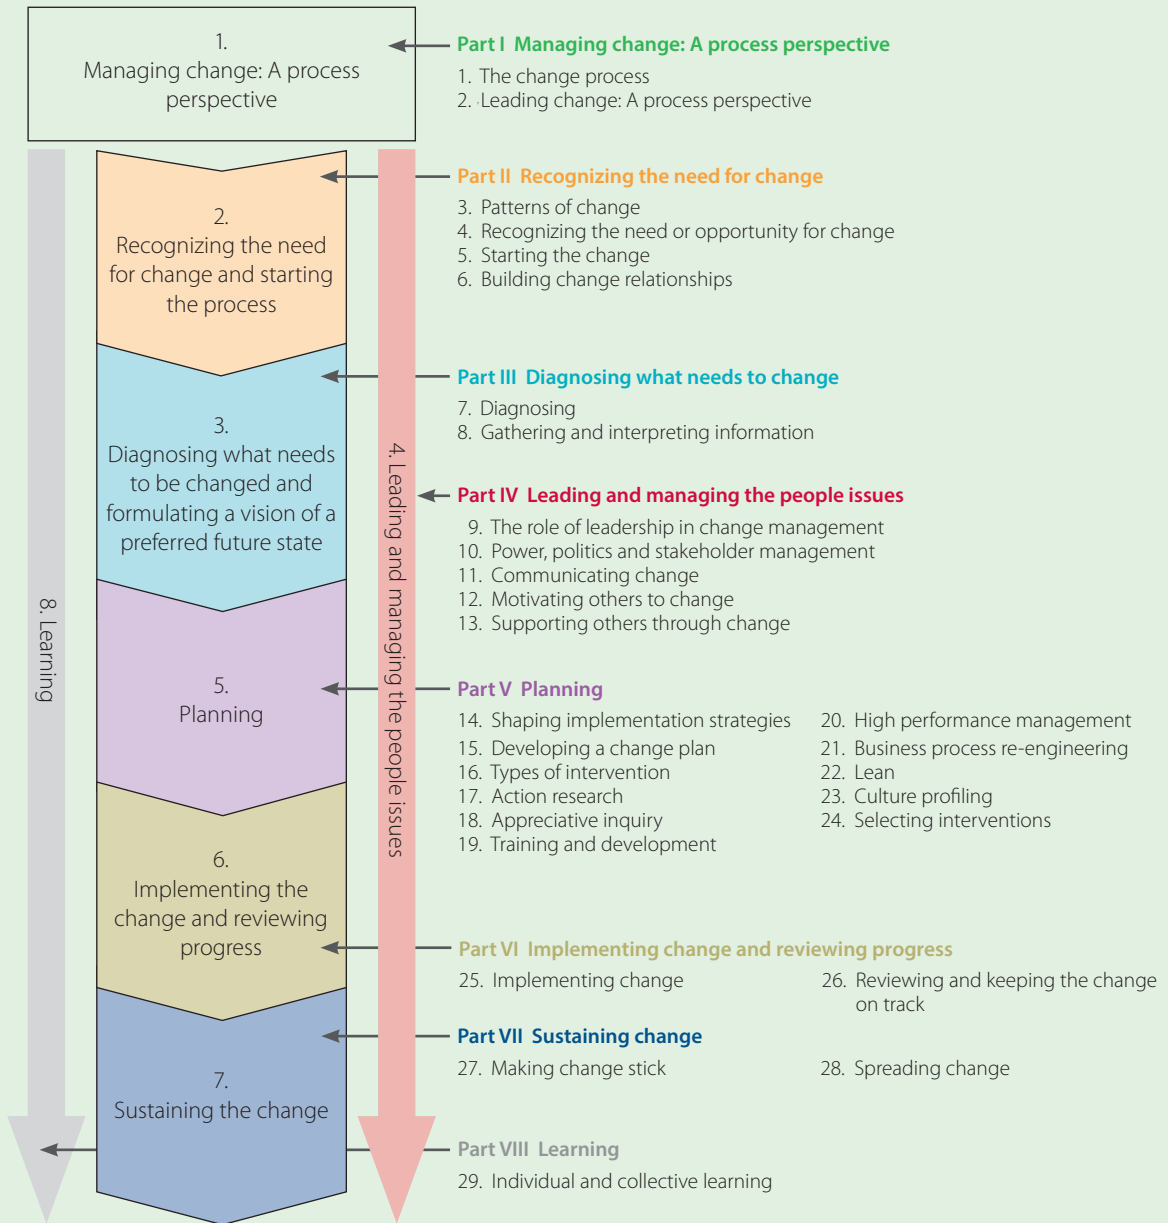 1.
Managing change: A process
perspective
Part I Managing change: A process perspective
1. The change process
2. Leading change: A process perspective
2.
Recognizing the need
for change and starting
the process
Part II Recognizing the need for change
3. Patterns of change
4. Recognizing the need or opportunity for change
5. Starting the change
6. Building change relationships
3.
Diagnosing what needs
to be changed and
formulating a vision of a
preferred future state
Part III Diagnosing what needs to change
7. Diagnosing
8. Gathering and interpreting information
4. Leading and managing the people issues
Part IV Leading and managing the people issues
9. The role of leadership in change management
10. Power, politics and stakeholder management
11. Communicating change
12. Motivating others to change
13. Supporting others through change
8. Learning
5.
Planning
Part V Planning
14. Shaping implementation strategies
15. Developing a change plan
16. Types of intervention
17. Action research
18. Appreciative inquiry
19. Training and development
20. High performance management
21. Business process re-engineering
22. Lean
23. Culture profiling
24. Selecting interventions
6.
Implementing the
change and reviewing
progress
Part VI Implementing change and reviewing progress
25. Implementing change
26. Reviewing and keeping the change
on track
7.
Sustaining the change
Part VII Sustaining change
27. Making change stick
28. Spreading change
Part VIII Learning
29. Individual and collective learning